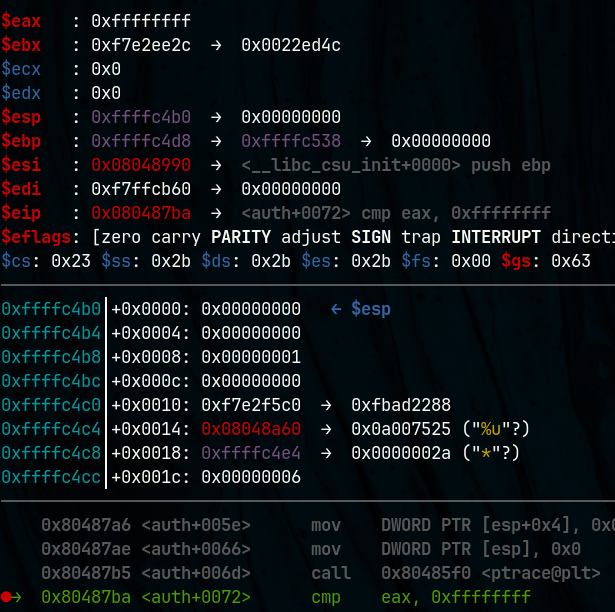 $eax   : 0xffffffff
$ebx   : 0xf7e2ee2c  →  0x0022ed4c
$ecx   : 0x0
$edx   : 0x0
$esp   : 0xffffc4b0  →  0x00000000
$ebp   : 0xffffc4d8  →  0xffffc538  →  0x00000000
$esi   : 0x08048990  →  <__libc_csu_init+0000> push ebp
$edi   : 0xf7ffcb60  →  0x00000000
$eip   : 0x080487ba  →  <auth+0072> cmp eax, 0xffffffff
$eflags: [zero carry PARITY adjust SIGN trap INTERRUPT directi
$cs: 0x23 $ss: 0x2b $ds: 0x2b $es: 0x2b $fs: 0x00 $gs: 0x63
0xffffc4b0│+0x0000: 0x00000000   ← $esp
0xffffc4b4│+0x0004: 0x00000000
0xffffc4b8│+0x0008: 0x00000001
0xffffc4bc│+0x000c: 0x00000000
0xffffc4c0│+0x0010: 0xf7e2f5c0  →  0xfbad2288
0xffffc4c4│+0x0014: 0x08048a60  →  0x0a007525 ("%u"?)
0xffffc4c8│+0x0018: 0xffffc4e4  →  0x0000002a ("*"?)
0xffffc4cc│+0x001c: 0x00000006
0x80487a6 <auth+005e>      mov    DWORD PTR [esp+0x4], 0x0
0x80487ae <auth+0066>      mov    DWORD PTR [esp], 0x0
0x80487b5 <auth+006d>      call   0x80485f0 <ptrace@plt>
●→  0x80487ba <auth+0072>      cmp    eax, 0xffffffff